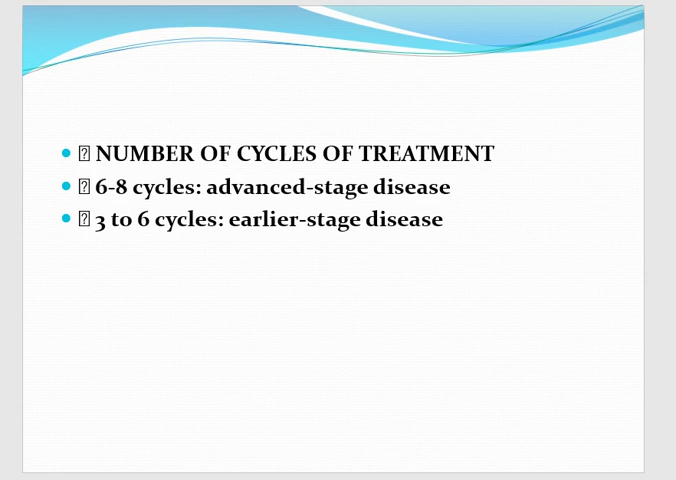 NUMBER OF CYCLES OF TREATMENT
6-8 cycles: advanced-stage disease
3 to 6 cycles: earlier-stage disease